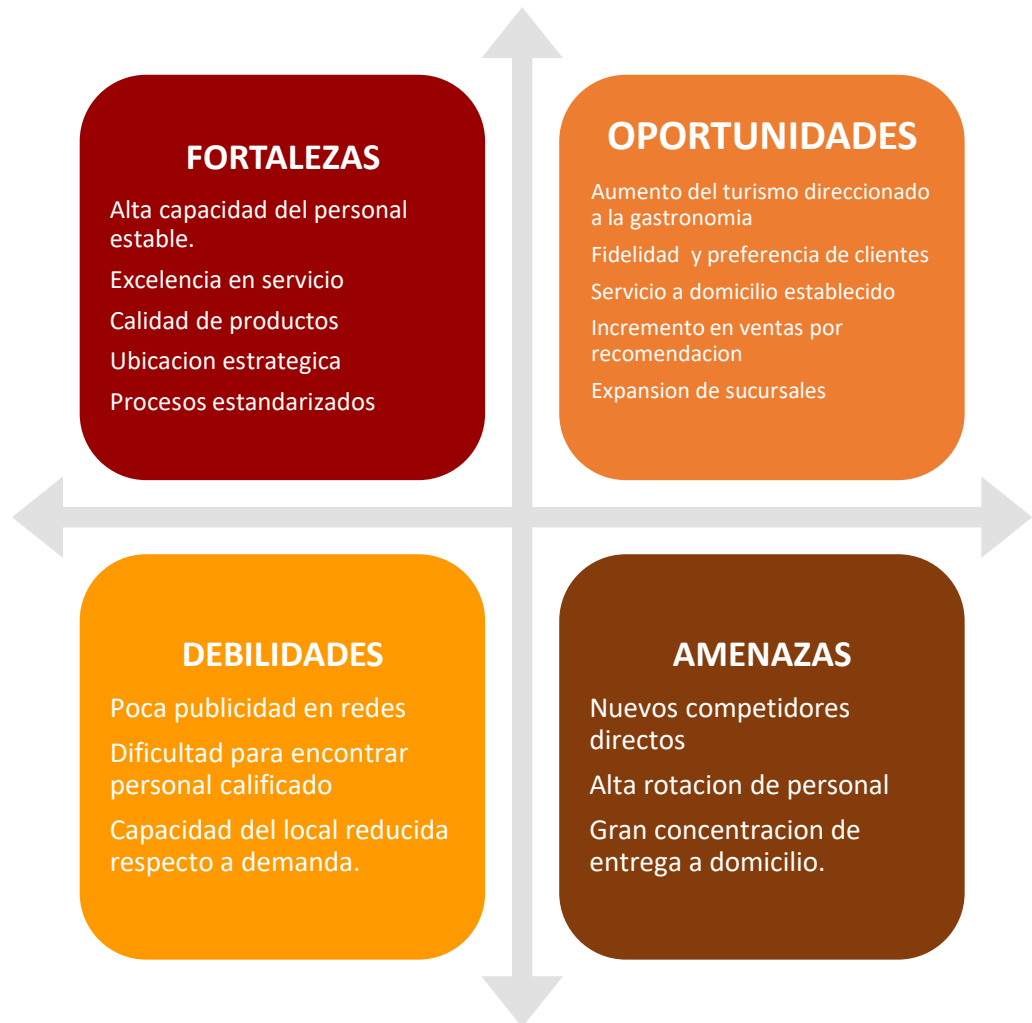 FORTALEZAS
Alta capacidad del personal
estable.
Excelencia en servicio
Calidad de productos
Ubicacion estrategica
Procesos estandarizados
OPORTUNIDADES
Aumento del turismo direccionado
a la gastronomia
Fidelidad  y preferencia de clientes
Servicio a domicilio establecido
Incremento en ventas por
recomendacion
Expansion de sucursales
DEBILIDADES
Poca publicidad en redes
Dificultad para encontrar
personal calificado
Capacidad del local reducida
respecto a demanda.
AMENAZAS
Nuevos competidores
directos
Alta rotacion de personal
Gran concentracion de
entrega a domicilio.